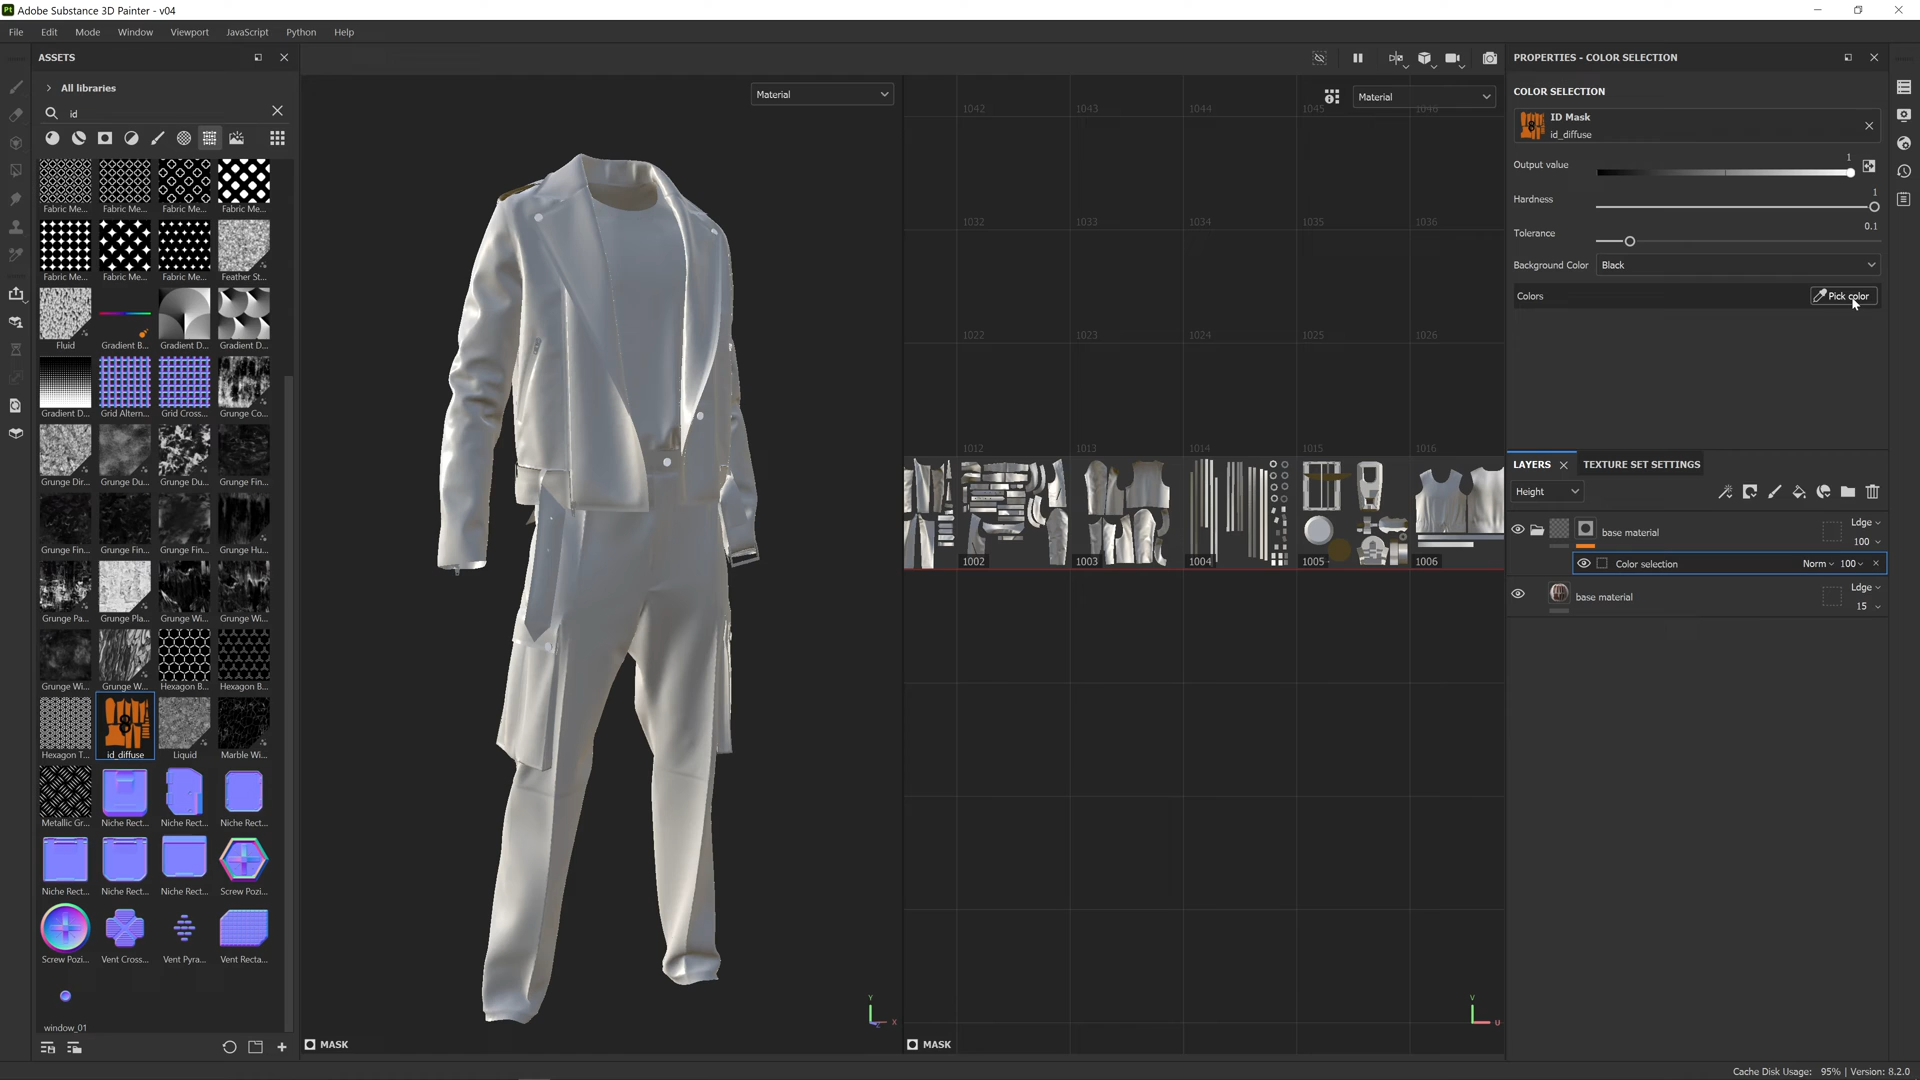 Pt Adobe Substance 3D Painter - v04
File Edit Mode Window Viewport JavaScript Python Help
ASSETS
All libraries
id
Fabric Me... Fabric Me... Fabric Me... Fabric Me...
Fabric Me... Fabric Me... Fabric Me... Feather St...
Fluid Gradient B... Gradient D... Gradient D...
Gradient D... Grid Altern... Grid Cross... Grunge Co...
Grunge Dir... Grunge Du... Grunge Du... Grunge Fin...
Grunge Fin... Grunge Fin... Grunge Fin... Grunge Hu...
Grunge Pa... Grunge Pla... Grunge Wi... Grunge Wi...
Grunge Wi... Grunge W... Hexagon B... Hexagon B...
Hexagon T... id_diffuse Liquid Marble Wi...
Metallic Gr... Niche Rect... Niche Rect... Niche Rect...
Niche Rect... Niche Rect... Niche Rect... Screw Pozi...
Screw Pozi... Vent Cross... Vent Pyra... Vent Recta...
window_01
Material
Y
X
MASK
Material
1042 1043 1044 1045 1046
1032 1033 1034 1035 1036
1022 1023 1024 1025 1026
1012 1013 1014 1015 1016
1002 1003 1004 1005 1006
V
U
MASK
PROPERTIES - COLOR SELECTION
COLOR SELECTION
ID Mask
id_diffuse
Output value 1
Hardness 1
Tolerance 0.1
Background Color Black
Colors Pick color
LAYERS TEXTURE SET SETTINGS
Height
base material Ldge 100
Color selection Norm 100
base material Ldge 15
Cache Disk Usage: 95% | Version: 8.2.0